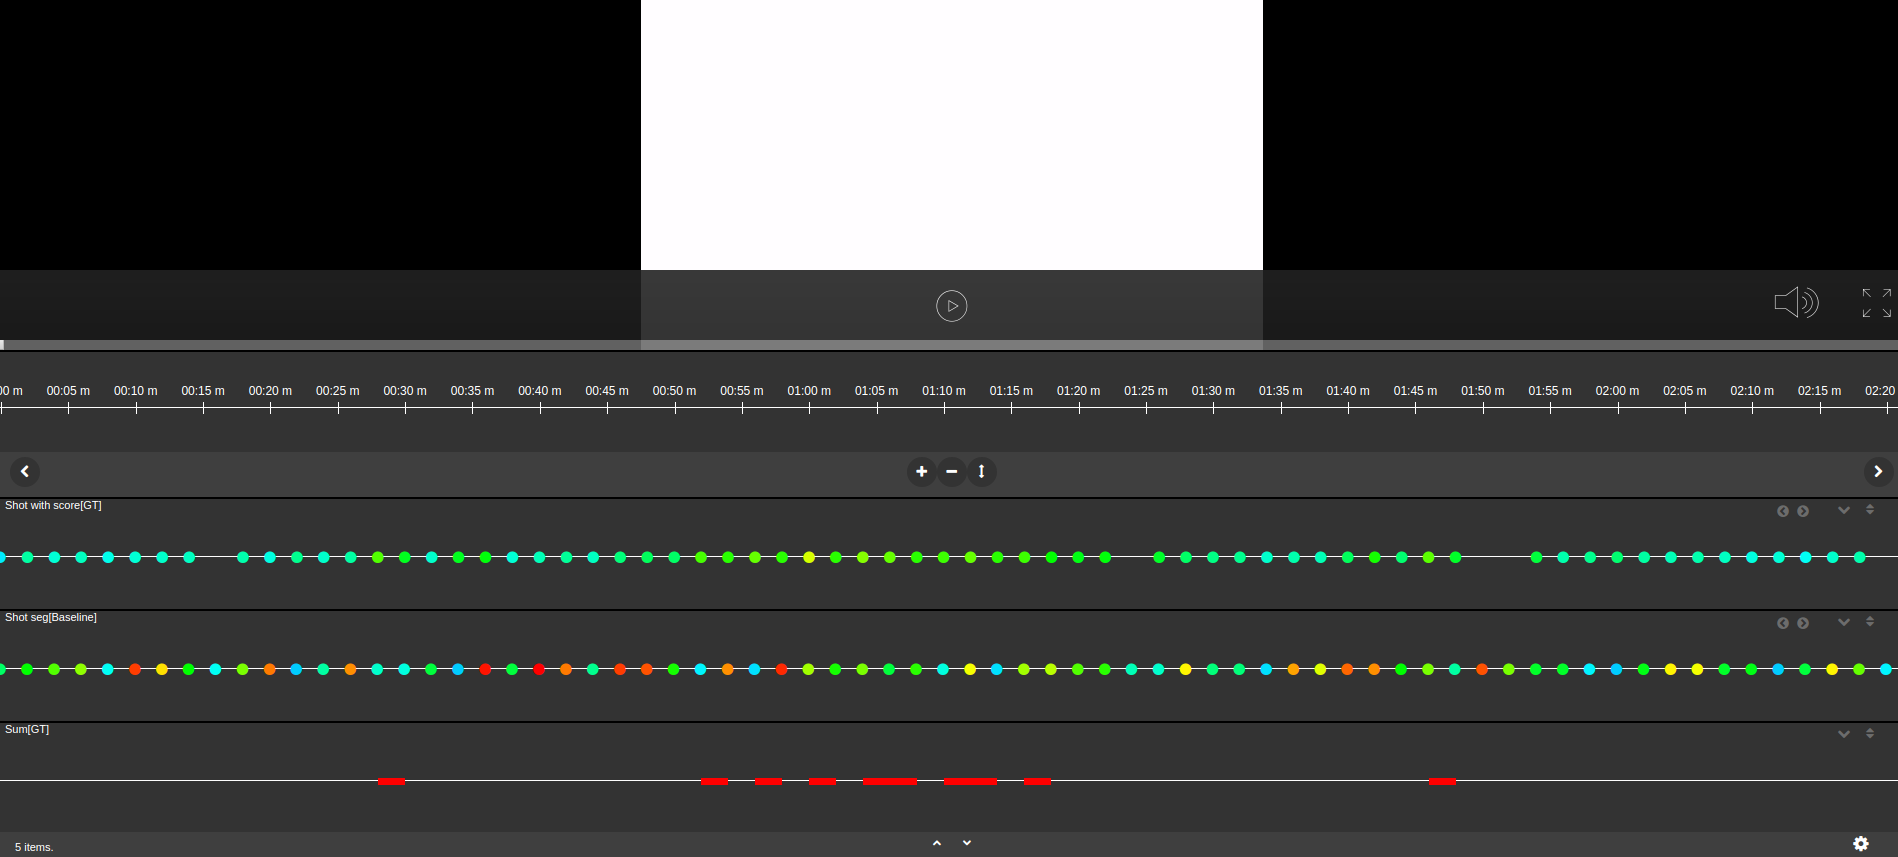 00 m 00:05 m 00:10 m 00:15 m 00:20 m 00:25 m 00:30 m 00:35 m 00:40 m 00:45 m 00:50 m 00:55 m 01:00 m 01:05 m 01:10 m 01:15 m 01:20 m 01:25 m 01:30 m 01:35 m 01:40 m 01:45 m 01:50 m 01:55 m 02:00 m 02:05 m 02:10 m 02:15 m 02:20
Shot with score[GT]
Shot seg[Baseline]
Sum[GT]
5 items.